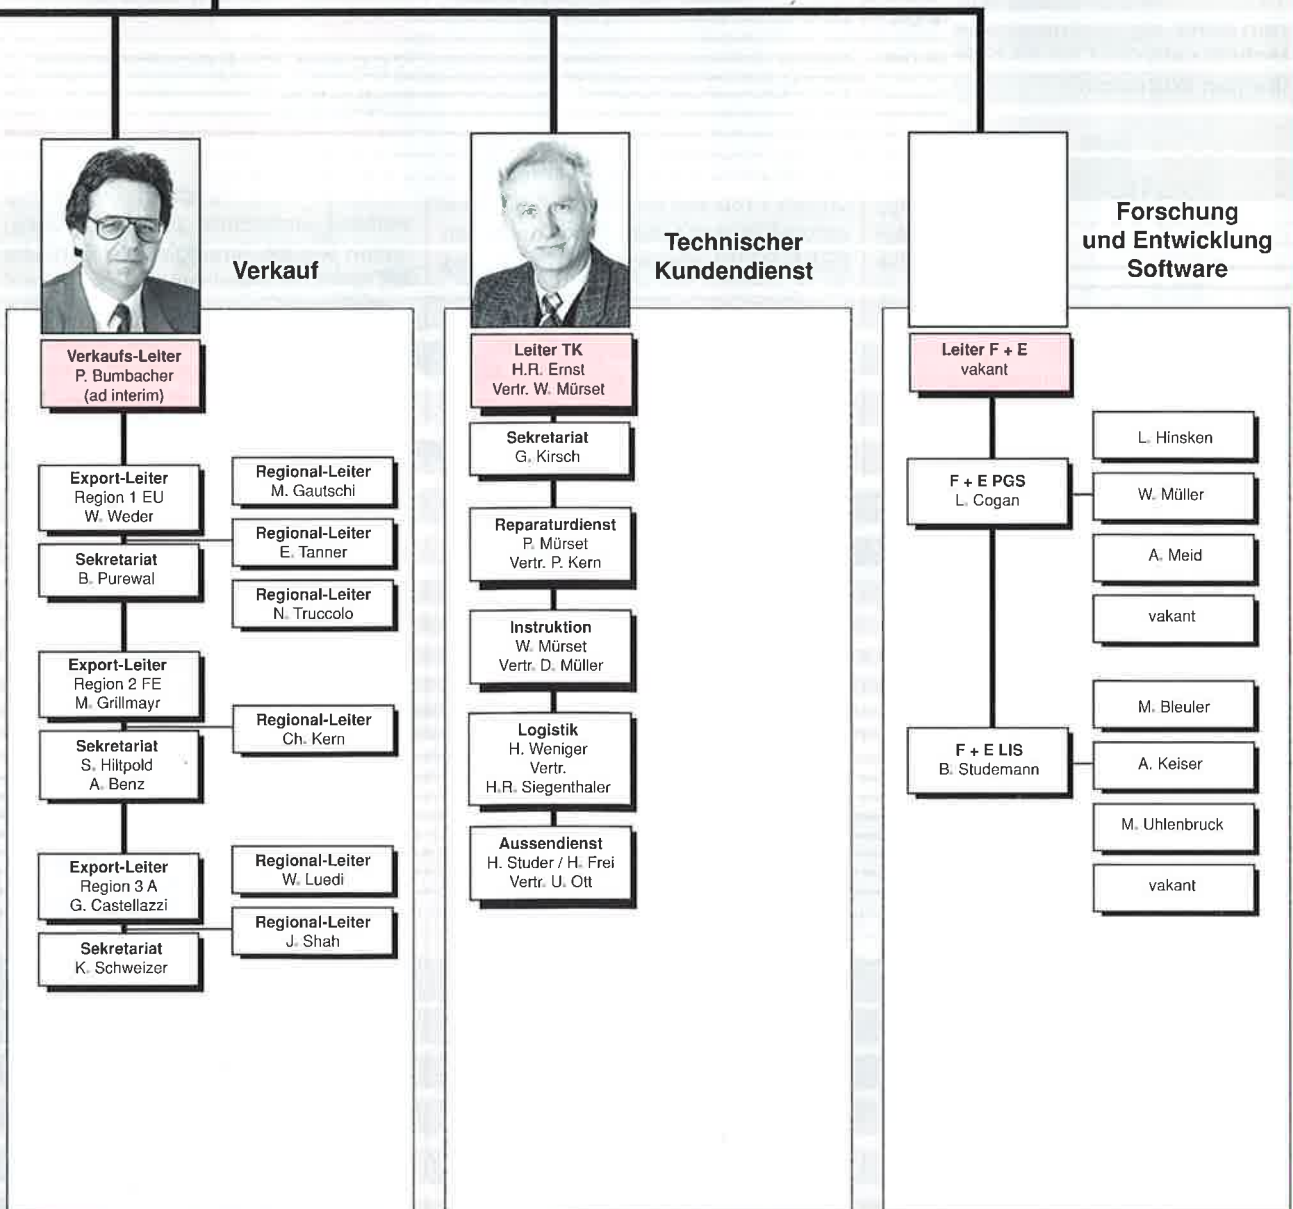 Verkauf
Verkaufs-Leiter
P. Bumbacher
(ad interim)
Export-Leiter
Region 1 EU
W. Weder
Sekretariat
B. Purewal
Regional-Leiter
M. Gautschi
Regional-Leiter
E. Tanner
Regional-Leiter
N. Truccolo
Export-Leiter
Region 2 FE
M. Grillmayr
Sekretariat
S. Hiltpold
A. Benz
Regional-Leiter
Ch. Kern
Export-Leiter
Region 3 A
G. Castellazzi
Sekretariat
K. Schweizer
Regional-Leiter
W. Luedi
Regional-Leiter
J. Shah
Technischer
Kundendienst
Leiter TK
H.R. Ernst
Vertr. W. Mürset
Sekretariat
G. Kirsch
Reparaturdienst
P. Mürset
Vertr. P. Kern
Instruktion
W. Mürset
Vertr. D. Müller
Logistik
H. Weniger
Vertr.
H.R. Siegenthaler
Aussendienst
H. Studer / H. Frei
Vertr. U. Ott
Forschung
und Entwicklung
Software
Leiter F + E
vakant
F + E PGS
L. Cogan
L. Hinsken
W. Müller
A. Meid
vakant
F + E LIS
B. Studemann
M. Bleuler
A. Keiser
M. Uhlenbruck
vakant